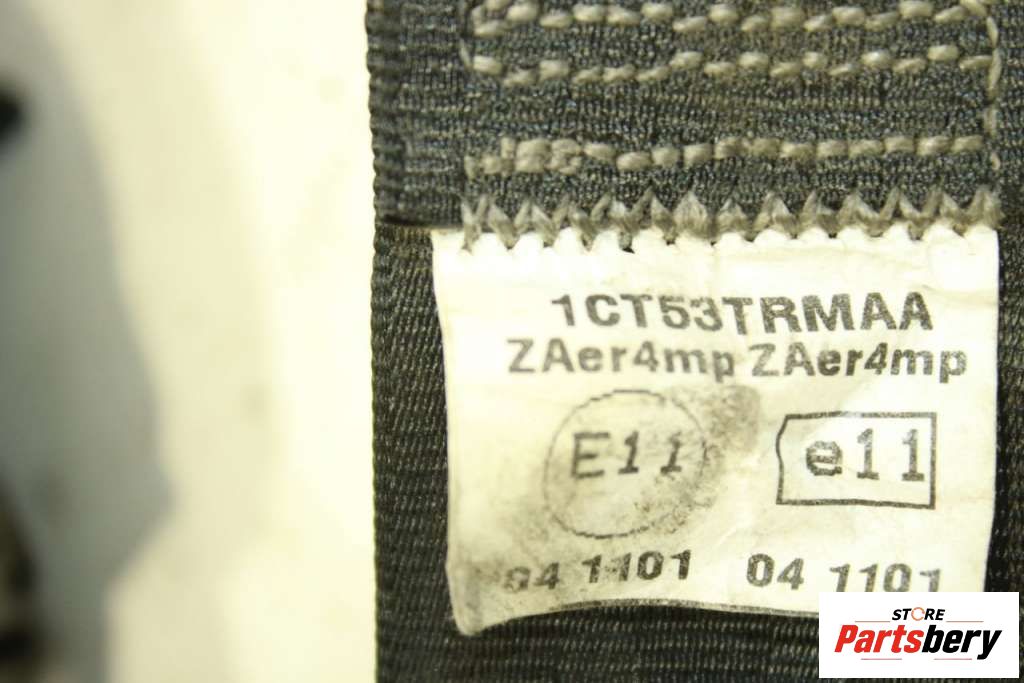 1CT53TRMAA
ZAer4mp ZAer4mp
E11 e11
04 1101 04 1101
STORE
Partsbery